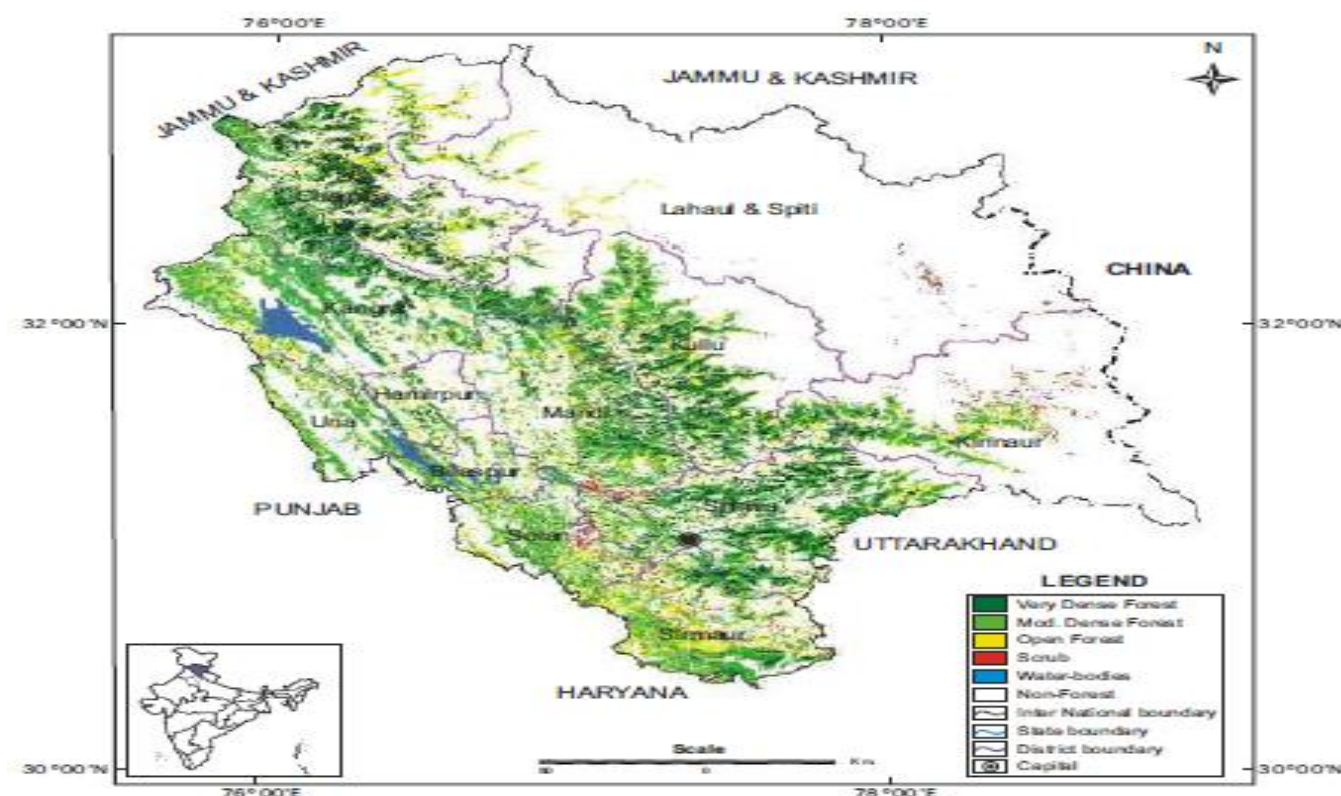 76°00'E 78°00'E
N
JAMMU & KASHMIR
JAMMU & KASHMIR
Chamba
Lahaul & Spiti
CHINA
32°00'N 32°00'N
Kangra
Kullu
Hamirpur
Mandi
Una
Kinnaur
Bilaspur
PUNJAB
Shimla
Solan
UTTARAKHAND
Sirmaur
HARYANA
LEGEND
Very Dense Forest
Mod. Dense Forest
Open Forest
Scrub
Water-bodies
Non-Forest
Inter National boundary
State boundary
District boundary
Capital
Scale
0
30°00'N 30°00'N
76°00'E 78°00'E